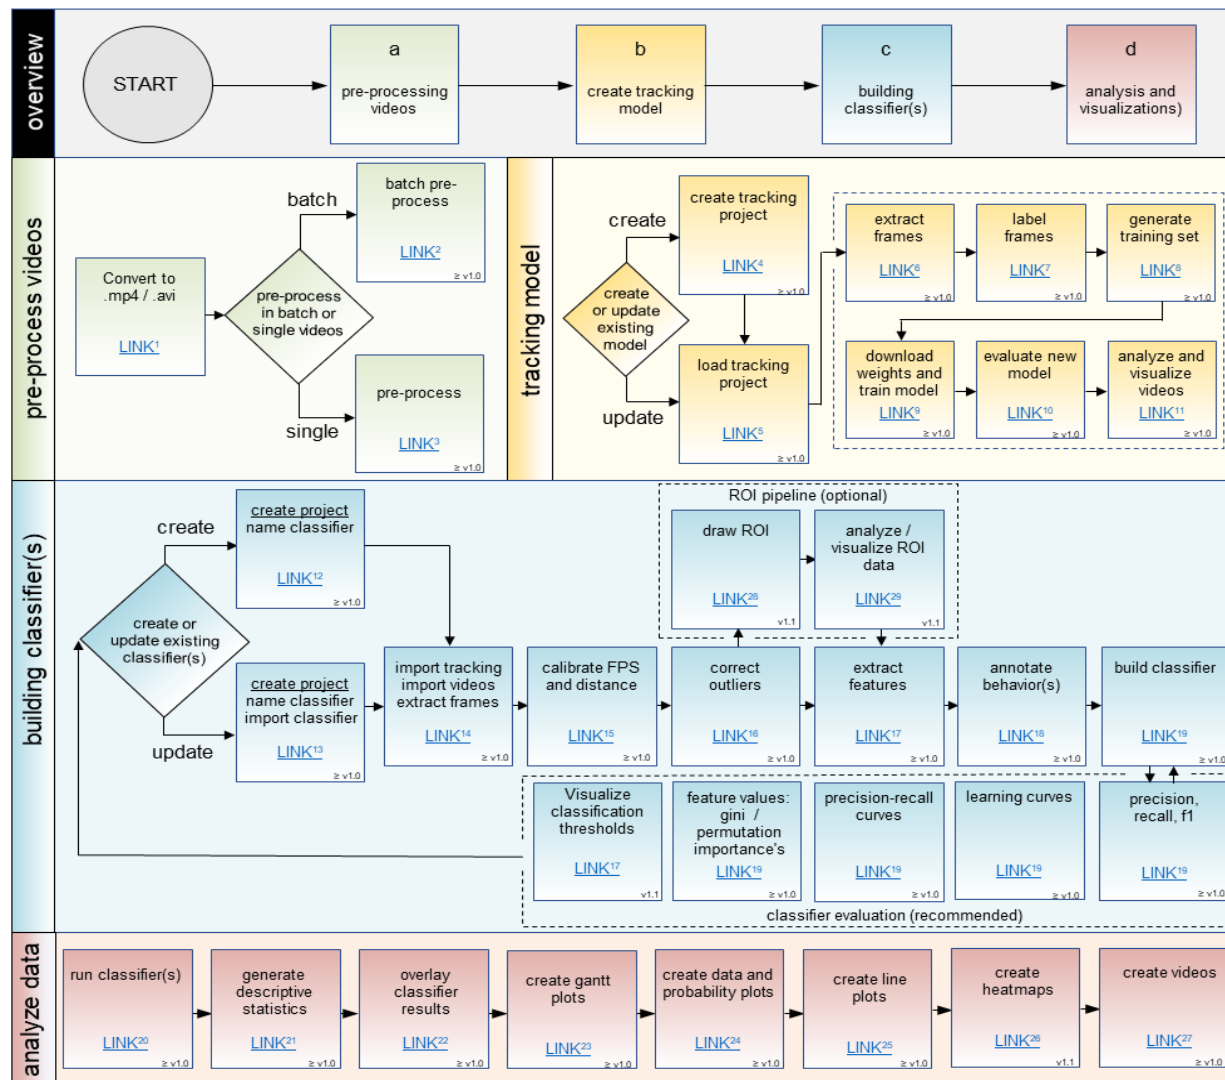 overview
START
a
pre-processing
videos
b
create tracking
model
c
building
classifier(s)
d
analysis and
visualizations)
pre-process videos
Convert to
.mp4 / .avi
LINK1
pre-process
in batch or
single videos
batch
batch pre-
process
LINK2
≥ v1.0
single
pre-process
LINK3
≥ v1.0
tracking model
create
or update
existing
model
create
create tracking
project
LINK4
≥ v1.0
update
load tracking
project
LINK5
≥ v1.0
extract
frames
LINK6
≥ v1.0
label
frames
LINK7
≥ v1.0
generate
training set
LINK8
≥ v1.0
download
weights and
train model
LINK9
≥ v1.0
evaluate new
model
LINK10
≥ v1.0
analyze and
visualize
videos
LINK11
≥ v1.0
building classifier(s)
create or
update existing
classifier(s)
create
create project
name classifier
LINK12
≥ v1.0
update
create project
name classifier
import classifier
LINK13
≥ v1.0
import tracking
import videos
extract frames
LINK14
≥ v1.0
calibrate FPS
and distance
LINK15
≥ v1.0
correct
outliers
LINK16
≥ v1.0
ROI pipeline (optional)
draw ROI
LINK28
v1.1
analyze /
visualize ROI
data
LINK29
v1.1
extract
features
LINK17
≥ v1.0
annotate
behavior(s)
LINK18
≥ v1.0
build classifier
LINK19
≥ v1.0
Visualize
classification
thresholds
LINK17
v1.1
feature values:
gini /
permutation
importance's
LINK19
≥ v1.0
precision-recall
curves
LINK19
≥ v1.0
learning curves
LINK19
≥ v1.0
precision,
recall, f1
LINK19
≥ v1.0
classifier evaluation (recommended)
analyze data
run classifier(s)
LINK20
≥ v1.0
generate
descriptive
statistics
LINK21
≥ v1.0
overlay
classifier
results
LINK22
≥ v1.0
create gantt
plots
LINK23
≥ v1.0
create data and
probability plots
LINK24
≥ v1.0
create line
plots
LINK25
≥ v1.0
create
heatmaps
LINK26
v1.1
create videos
LINK27
≥ v1.0